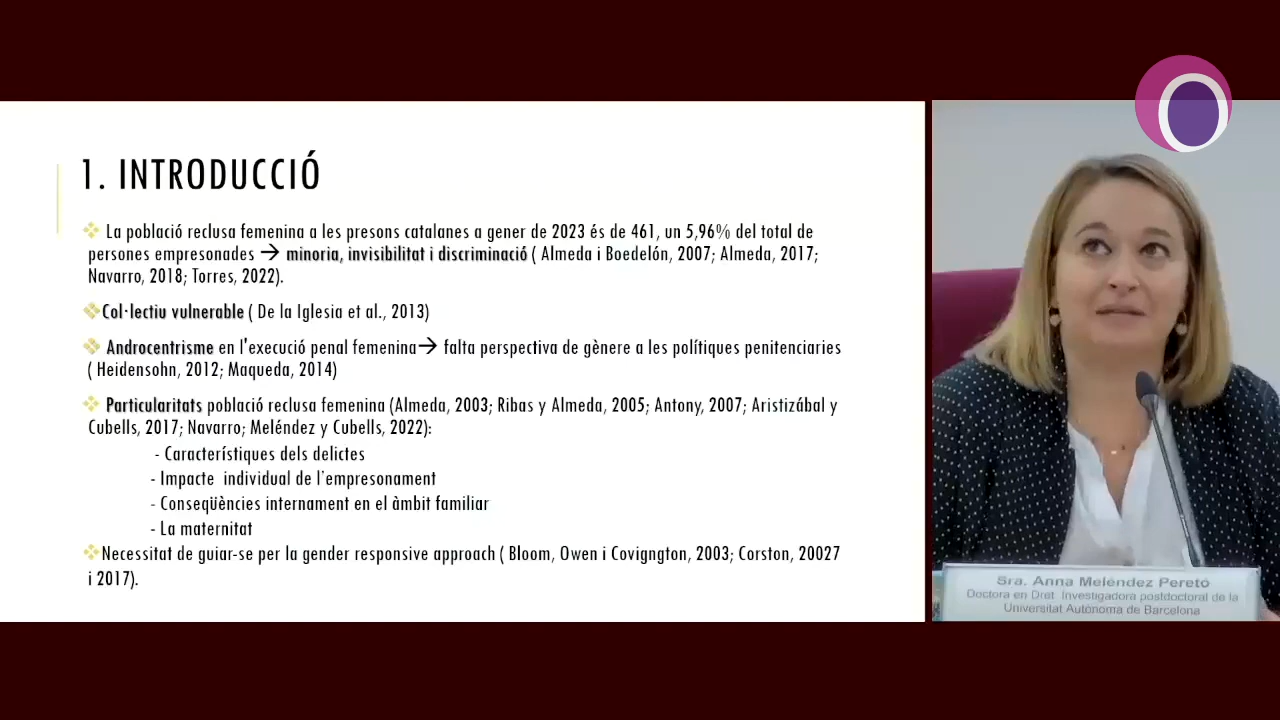 1. INTRODUCCIÓ
La població reclusa femenina a les presons catalanes a gener de 2023 és de 461, un 5,96% del total de
persones empresonades → minoria, invisibilitat i discriminació ( Almeda i Boedelón, 2007; Almeda, 2017;
Navarro, 2018; Torres, 2022).
Col·lectiu vulnerable ( De la Iglesia et al., 2013)
Androcentrisme en l'execució penal femenina→ falta perspectiva de gènere a les polítiques penitenciaries
( Heidensohn, 2012; Maqueda, 2014)
Particularitats població reclusa femenina (Almeda, 2003; Ribas y Almeda, 2005; Antony, 2007; Aristizábal y
Cubells, 2017; Navarro; Meléndez y Cubells, 2022):
- Característiques dels delictes
- Impacte individual de l'empresonament
- Conseqüències internament en el àmbit familiar
- La maternitat
Necessitat de guiar-se per la gender responsive approach ( Bloom, Owen i Covigngton, 2003; Corston, 20027
i 2017).
Sra. Anna Meléndez Peretó
Doctora en Dret. Investigadora postdoctoral de la
Universitat Autònoma de Barcelona